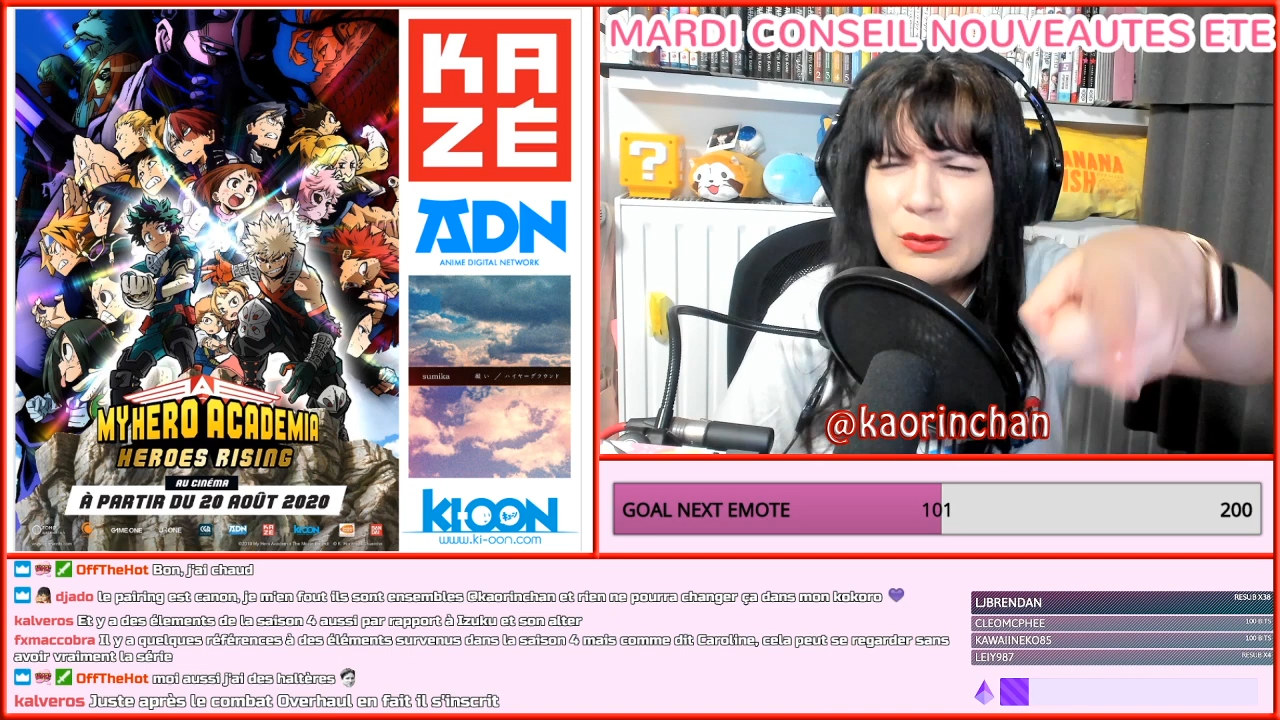 MARDI CONSEIL NOUVEAUTES ETE
KAZÉ
ADN
ANIME DIGITAL NETWORK
sumika
MY HERO ACADEMIA
HEROES RISING
AU CINÉMA
À PARTIR DU 20 AOÛT 2020
KI-OON
www.ki-oon.com
@kaorinchan
GOAL NEXT EMOTE 101 200
OffTheHot Bon, j'ai chaud
djado le pairing est canon, je m'en fout ils sont ensembles @kaorinchan et rien ne pourra changer ça dans mon kokoro
kalveros Et y a des élements de la saison 4 aussi par rapport à Izuku et son alter
fxmaccobra Il y a quelques références à des éléments survenus dans la saison 4 mais comme dit Caroline, cela peut se regarder sans
avoir vraiment la série
OffTheHot moi aussi j'ai des haltères
kalveros Juste après le combat Overhaul en fait il s'inscrit
LJBRENDAN RESUB X38
CLEOMCPHEE 100 BITS
KAWAIINEKO85 100 BITS
LEIY987 RESUB X4